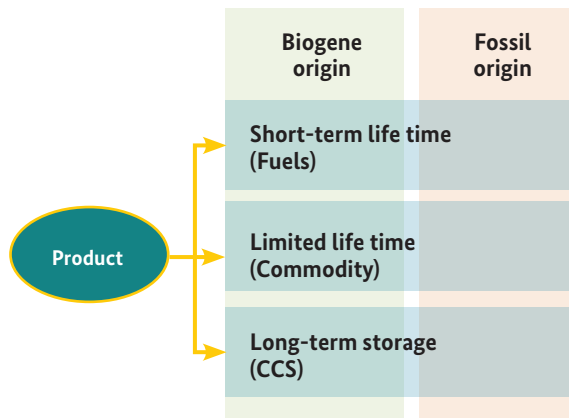 Biogene
origin
Fossil
origin
Short-term life time
(Fuels)
Product
Limited life time
(Commodity)
Long-term storage
(CCS)